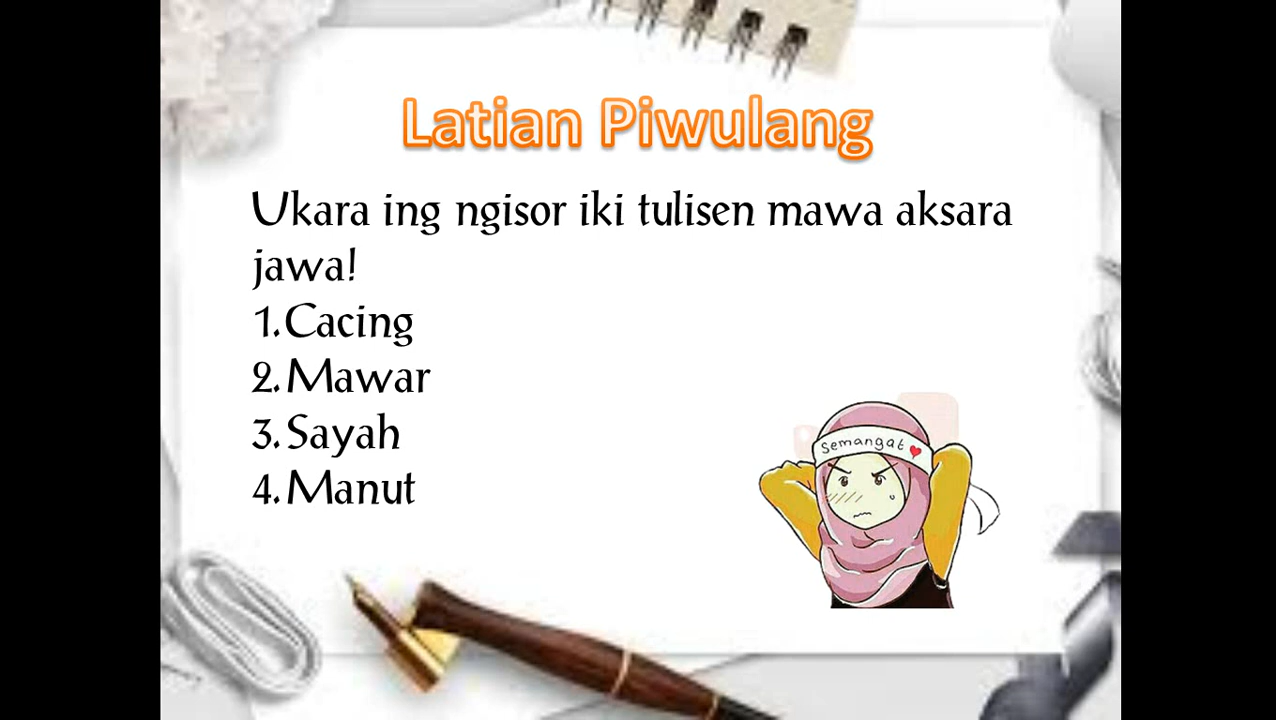 Latian Piwulang
Ukara ing ngisor iki tulisen mawa aksara
jawa!
1.Cacing
2.Mawar
3.Sayah
4.Manut
Semangat